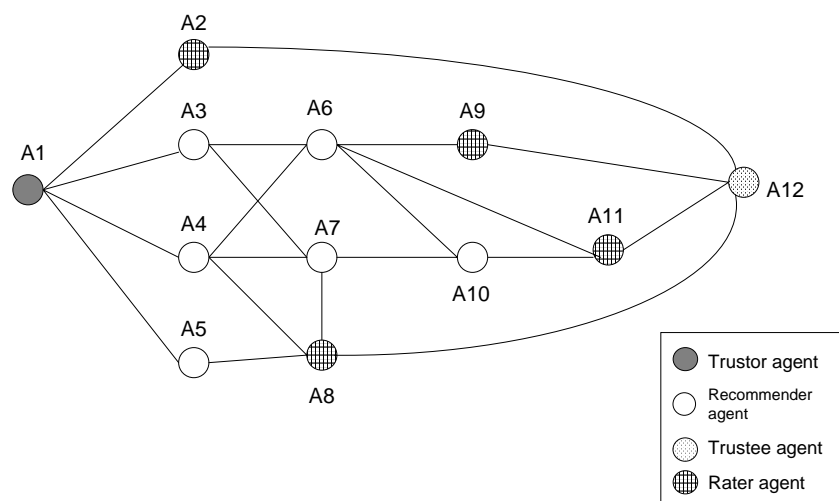 A2
A3
A6
A9
A1
A12
A4
A7
A11
A10
A5
A8
Trustor agent
Recommender
agent
Trustee agent
Rater agent